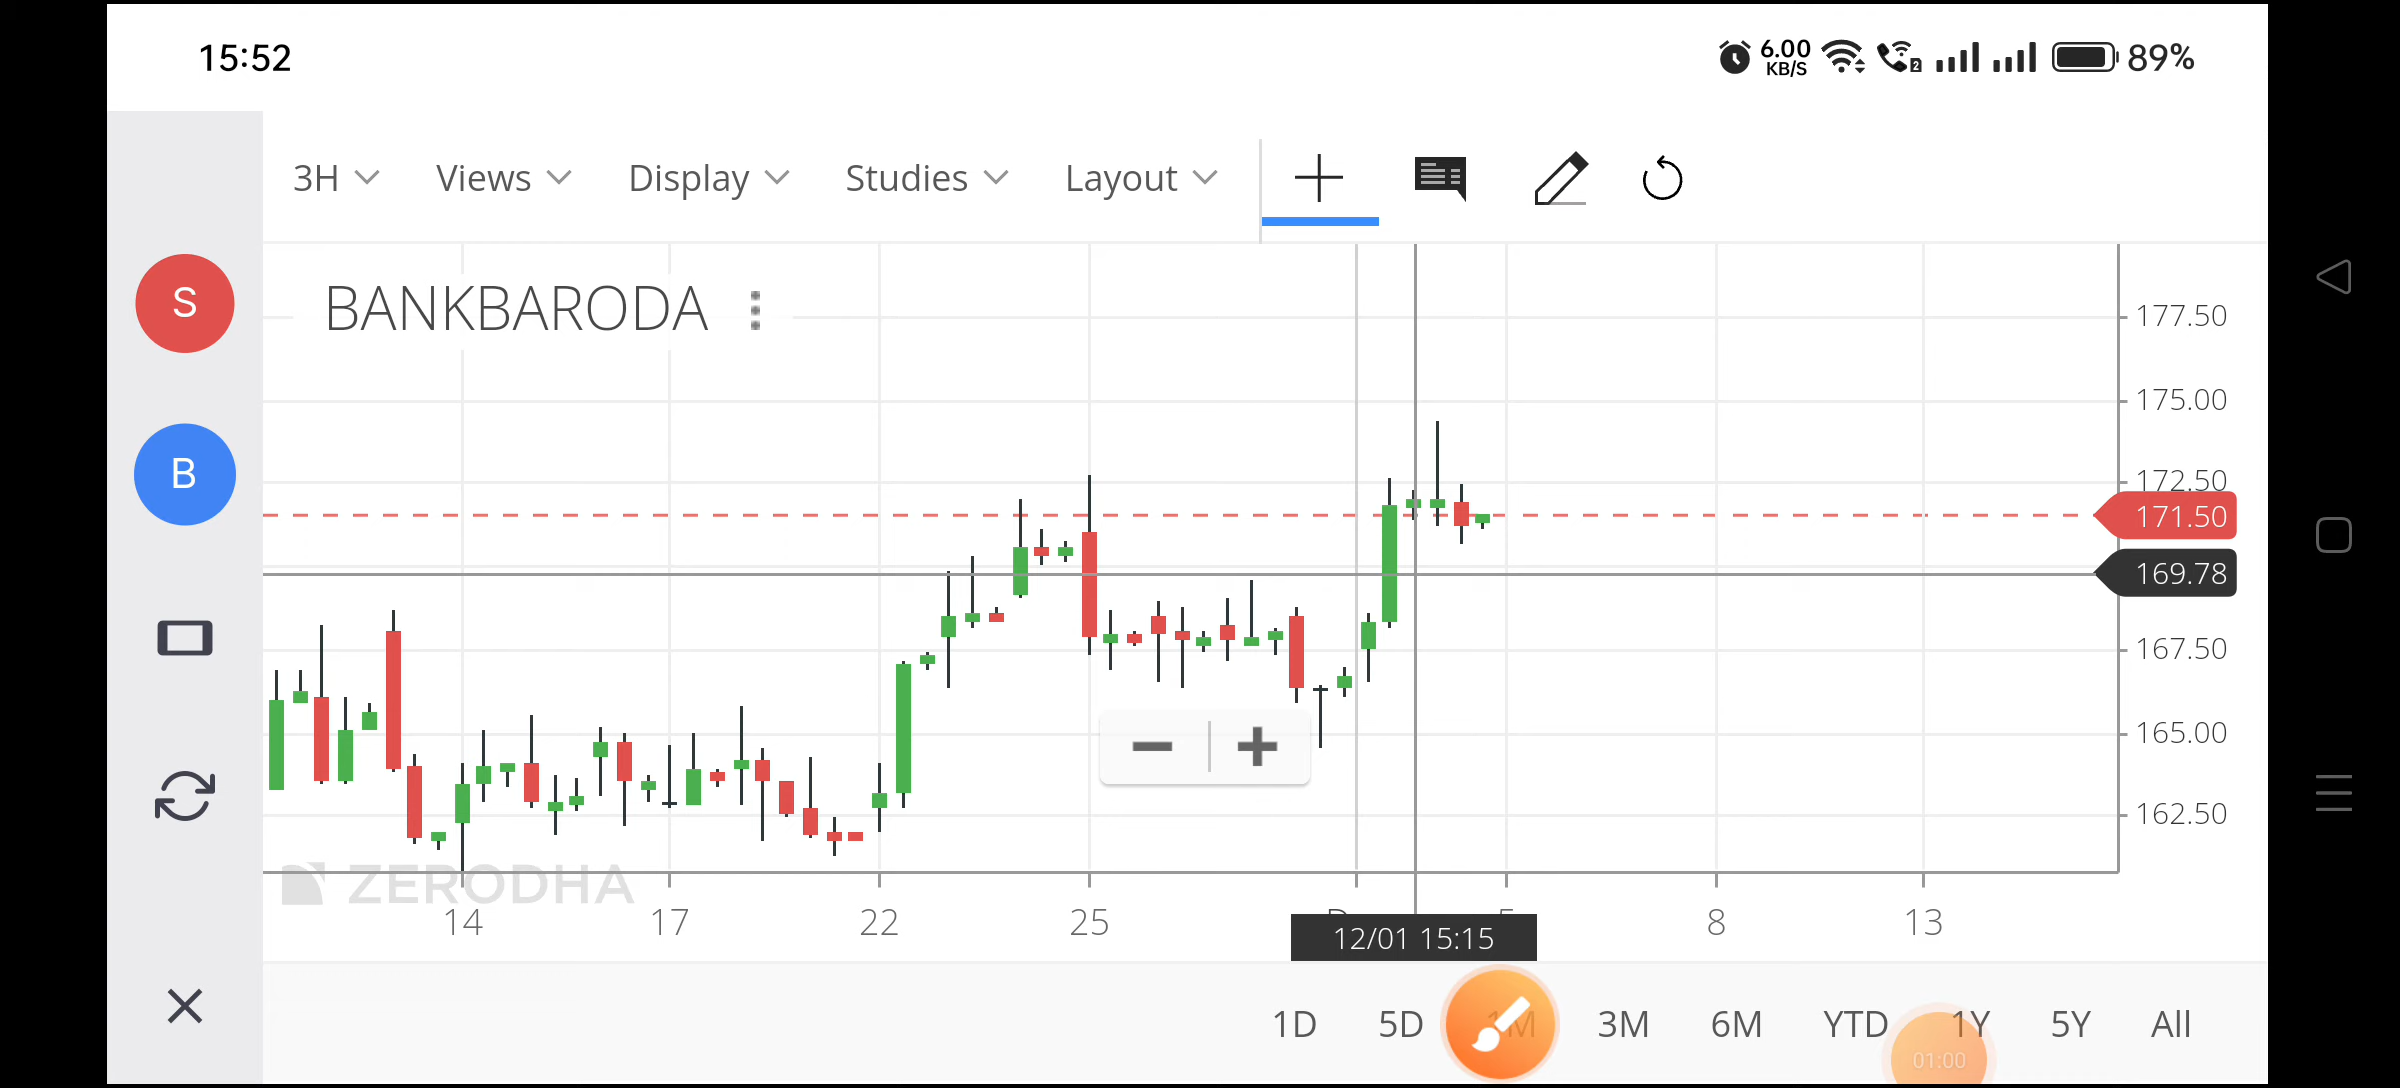 15:52
6.00
KB/S
2
89%
3H
Views
Display
Studies
Layout
S
B
BANKBARODA
177.50
175.00
172.50
171.50
169.78
167.50
165.00
162.50
ZERODHA
14
17
22
25
12/01 15:15
8
13
1D
5D
1M
3M
6M
YTD
1Y
5Y
All
01:00